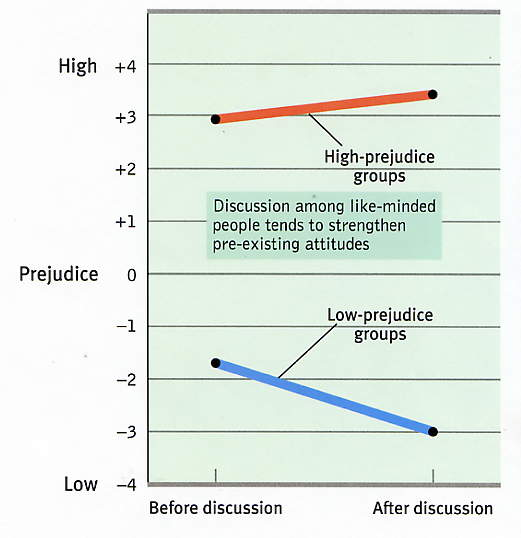 High +4
+3
High-prejudice
groups
+2
Discussion among like-minded
people tends to strengthen
pre-existing attitudes
+1
Prejudice 0
−1
Low-prejudice
groups
−2
−3
Low −4
Before discussion After discussion